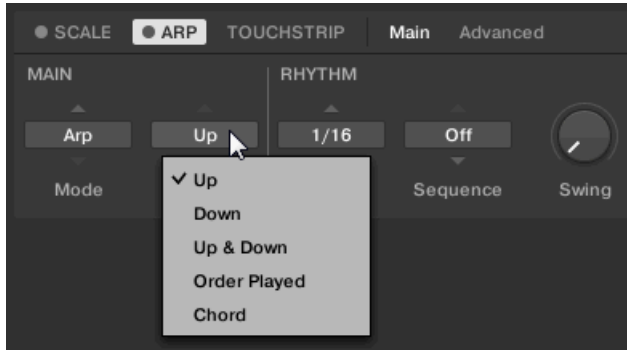 SCALE ARP TOUCHSTRIP Main Advanced
MAIN RHYTHM
Arp Up 1/16 Off
Mode Sequence Swing
Up
Down
Up & Down
Order Played
Chord